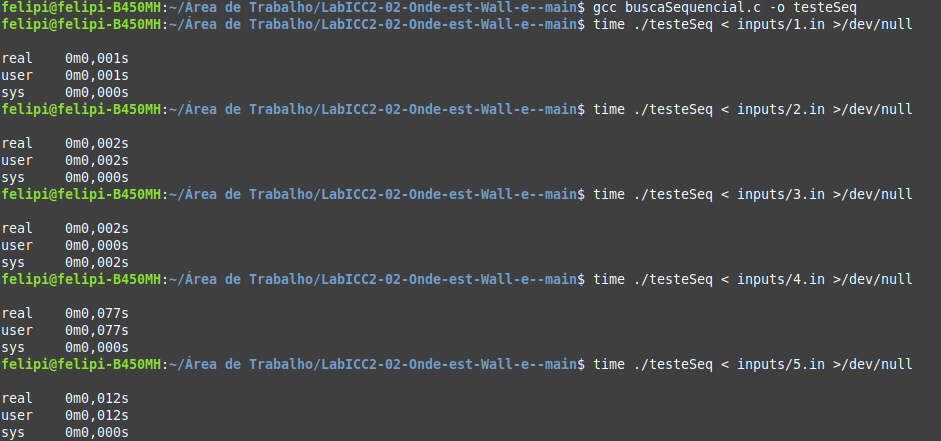 felipi@felipi-B450MH:~/Área de Trabalho/LabICC2-02-Onde-est-Wall-e--main$ gcc buscaSequencial.c -o testeSeq
felipi@felipi-B450MH:~/Área de Trabalho/LabICC2-02-Onde-est-Wall-e--main$ time ./testeSeq < inputs/1.in >/dev/null
real 0m0,001s
user 0m0,001s
sys 0m0,000s
felipi@felipi-B450MH:~/Área de Trabalho/LabICC2-02-Onde-est-Wall-e--main$ time ./testeSeq < inputs/2.in >/dev/null
real 0m0,002s
user 0m0,002s
sys 0m0,000s
felipi@felipi-B450MH:~/Área de Trabalho/LabICC2-02-Onde-est-Wall-e--main$ time ./testeSeq < inputs/3.in >/dev/null
real 0m0,002s
user 0m0,000s
sys 0m0,002s
felipi@felipi-B450MH:~/Área de Trabalho/LabICC2-02-Onde-est-Wall-e--main$ time ./testeSeq < inputs/4.in >/dev/null
real 0m0,077s
user 0m0,077s
sys 0m0,000s
felipi@felipi-B450MH:~/Área de Trabalho/LabICC2-02-Onde-est-Wall-e--main$ time ./testeSeq < inputs/5.in >/dev/null
real 0m0,012s
user 0m0,012s
sys 0m0,000s